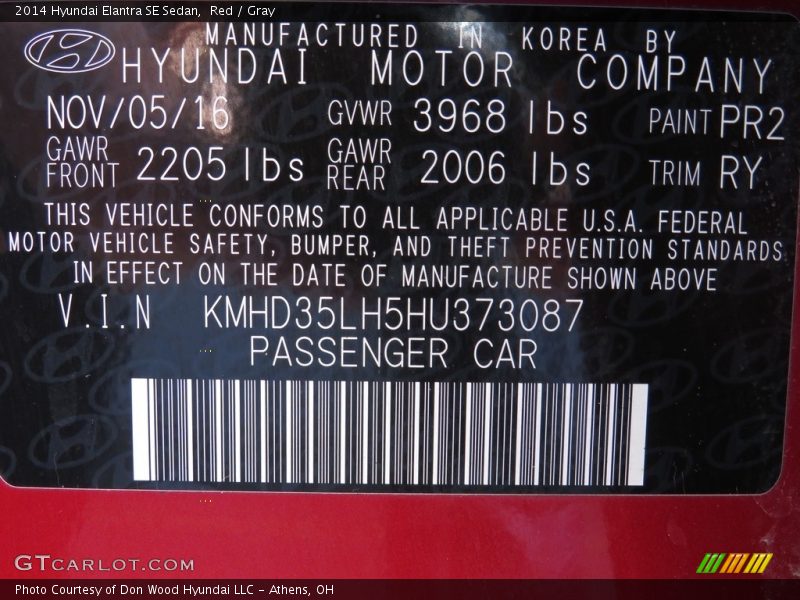 2014 Hyundai Elantra SE Sedan, Red / Gray
MANUFACTURED IN KOREA BY
HYUNDAI MOTOR COMPANY
NOV/05/16 GVWR 3968 lbs PAINT PR2
GAWR FRONT 2205 lbs GAWR REAR 2006 lbs TRIM RY
THIS VEHICLE CONFORMS TO ALL APPLICABLE U.S.A. FEDERAL
MOTOR VEHICLE SAFETY, BUMPER, AND THEFT PREVENTION STANDARDS
IN EFFECT ON THE DATE OF MANUFACTURE SHOWN ABOVE
V.I.N KMHD35LH5HU373087
PASSENGER CAR
GTCARLOT.COM
Photo Courtesy of Don Wood Hyundai LLC - Athens, OH